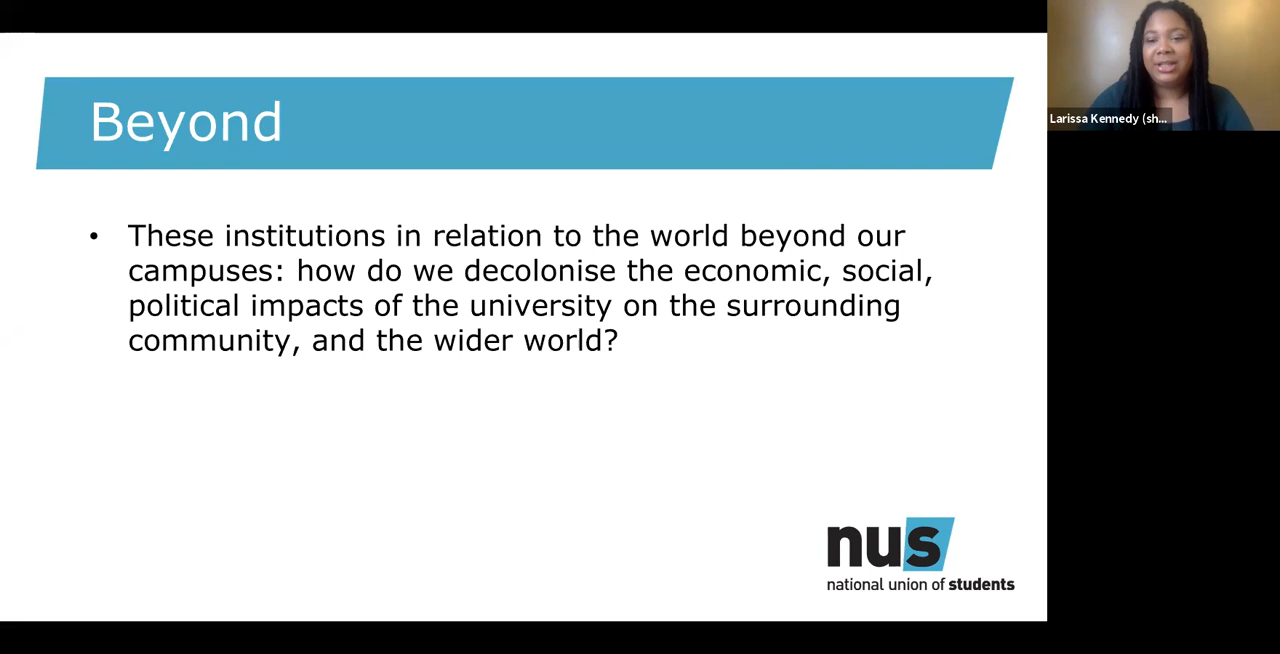 Beyond
• These institutions in relation to the world beyond our
campuses: how do we decolonise the economic, social,
political impacts of the university on the surrounding
community, and the wider world?
nus
national union of students
Larissa Kennedy (sh...